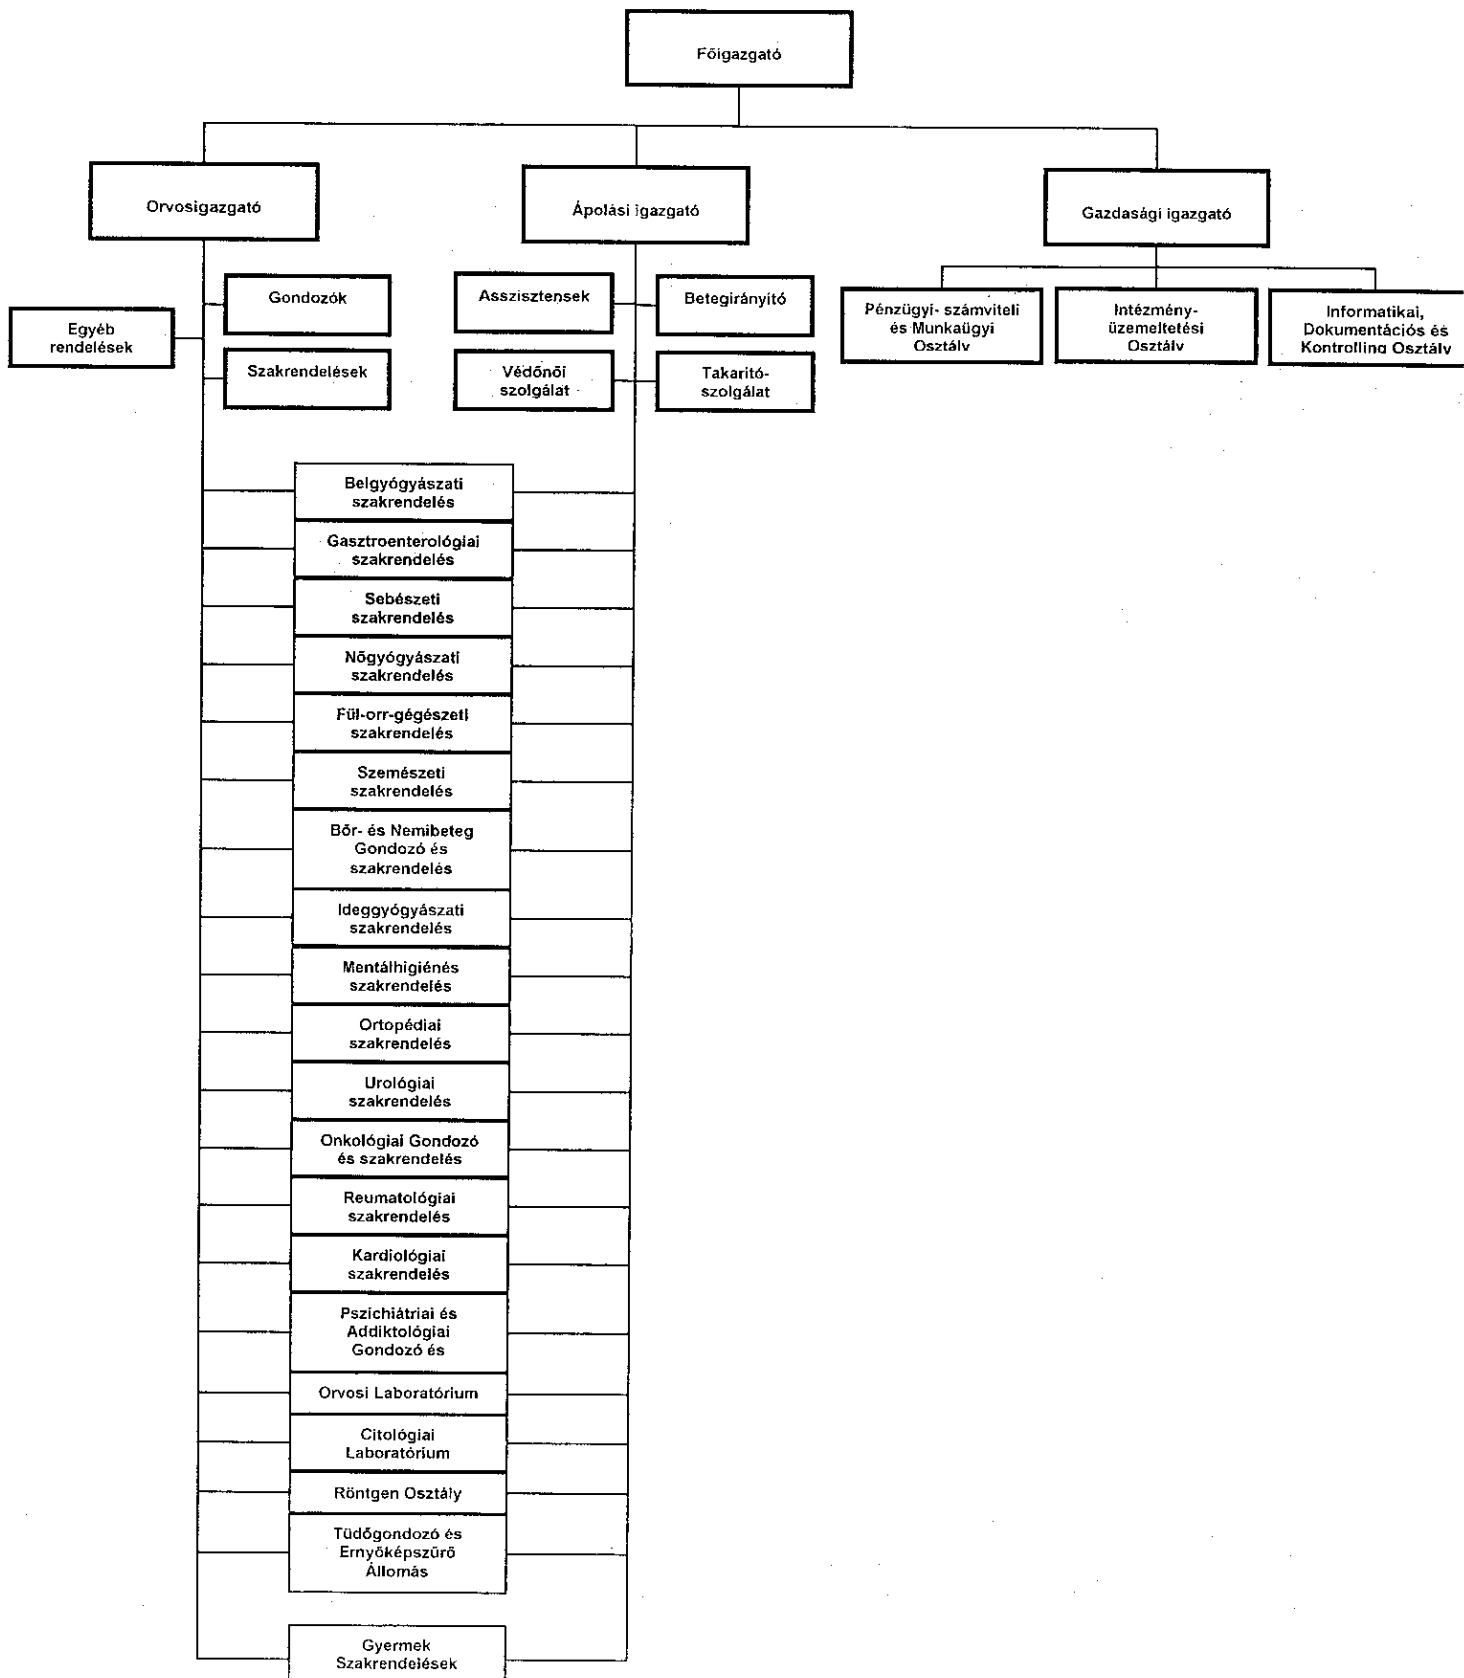 Főigazgató
Orvosigazgató
Ápolási igazgató
Gazdasági igazgató
Gondozók
Egyéb
rendelések
Szakrendelések
Asszisztensek
Betegirányító
Védőnői
szolgálat
Takarító-
szolgálat
Pénzügyi- számviteli
és Munkaügyi
Osztály
Intézmény-
üzemeltetési
Osztály
Informatikai,
Dokumentációs és
Kontrolling Osztály
Belgyógyászati
szakrendelés
Gasztroenterológiai
szakrendelés
Sebészeti
szakrendelés
Nőgyógyászati
szakrendelés
Fül-orr-gégészeti
szakrendelés
Szemészeti
szakrendelés
Bőr- és Nemibeteg
Gondozó és
szakrendelés
Ideggyógyászati
szakrendelés
Mentálhigiénés
szakrendelés
Ortopédiai
szakrendelés
Urológiai
szakrendelés
Onkológiai Gondozó
és szakrendelés
Reumatológiai
szakrendelés
Kardiológiai
szakrendelés
Pszichiátriai és
Addiktológiai
Gondozó és
Orvosi Laboratórium
Citológiai
Laboratórium
Röntgen Osztály
Tüdőgondozó és
Ernyőképszűrő
Állomás
Gyermek
Szakrendelések